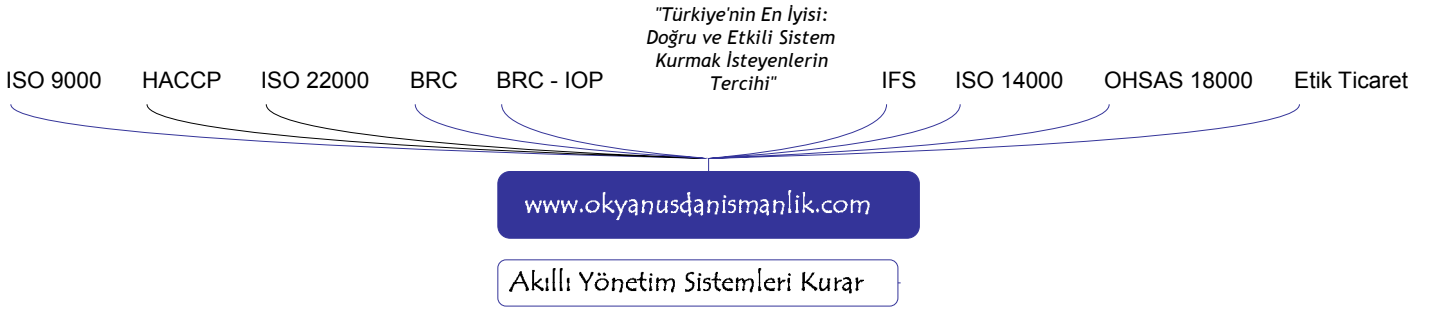 "Türkiye'nin En İyisi:
Doğru ve Etkili Sistem
Kurmak İsteyenlerin
Tercihi"
ISO 9000 HACCP ISO 22000 BRC BRC - IOP IFS ISO 14000 OHSAS 18000 Etik Ticaret
www.okyanusdanismanlik.com
Akıllı Yönetim Sistemleri Kurar